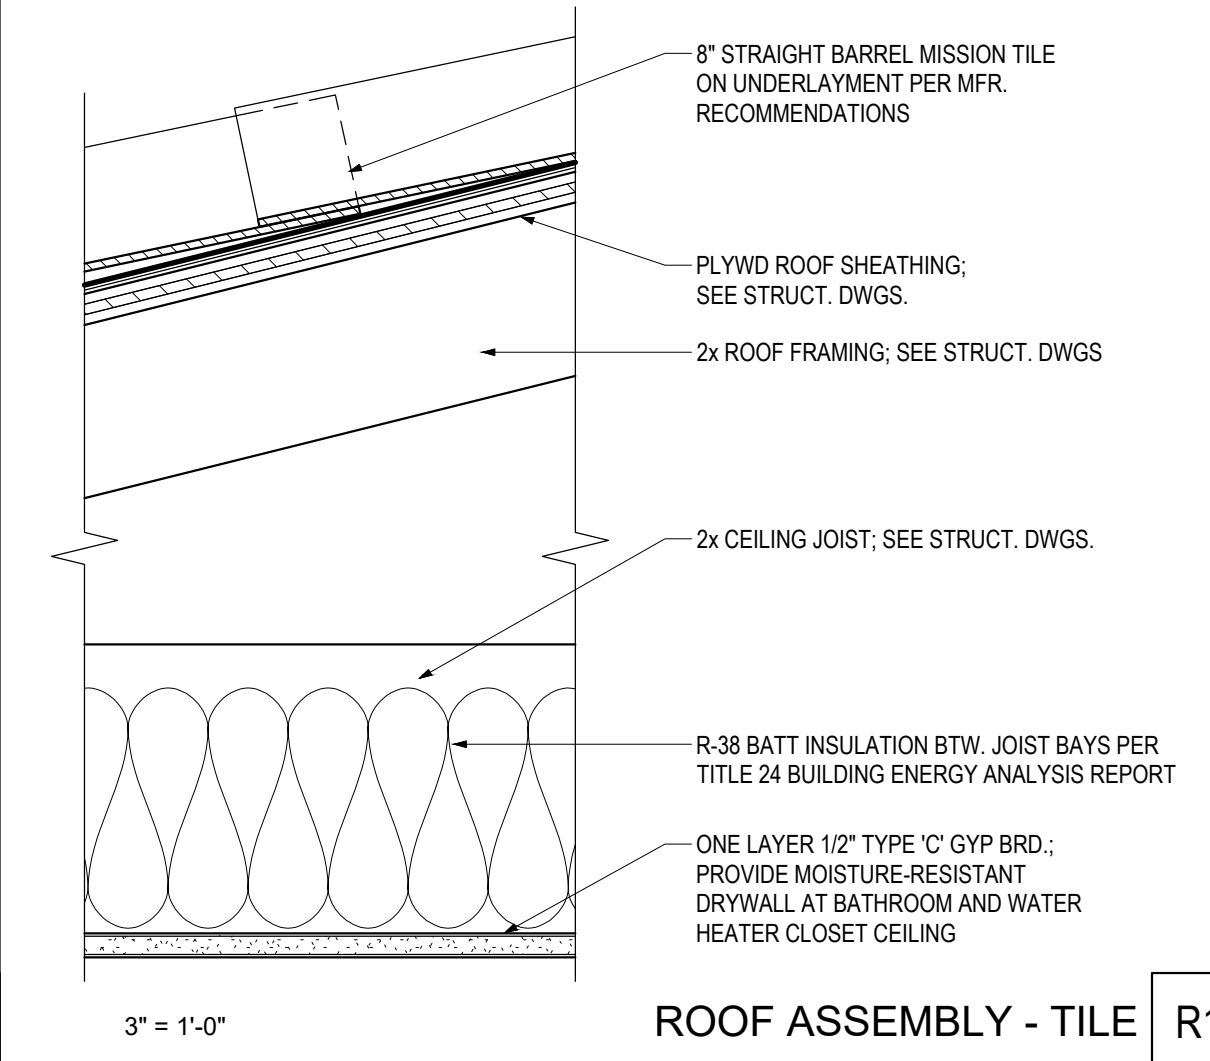 8" STRAIGHT BARREL MISSION TILE
ON UNDERLAYMENT PER MFR.
RECOMMENDATIONS
PLYWD ROOF SHEATHING;
SEE STRUCT. DWGS.
2x ROOF FRAMING; SEE STRUCT. DWGS
2x CEILING JOIST; SEE STRUCT. DWGS.
R-38 BATT INSULATION BTW. JOIST BAYS PER
TITLE 24 BUILDING ENERGY ANALYSIS REPORT
ONE LAYER 1/2" TYPE 'C' GYP BRD.;
PROVIDE MOISTURE-RESISTANT
DRYWALL AT BATHROOM AND WATER
HEATER CLOSET CEILING
3" = 1'-0"
ROOF ASSEMBLY - TILE